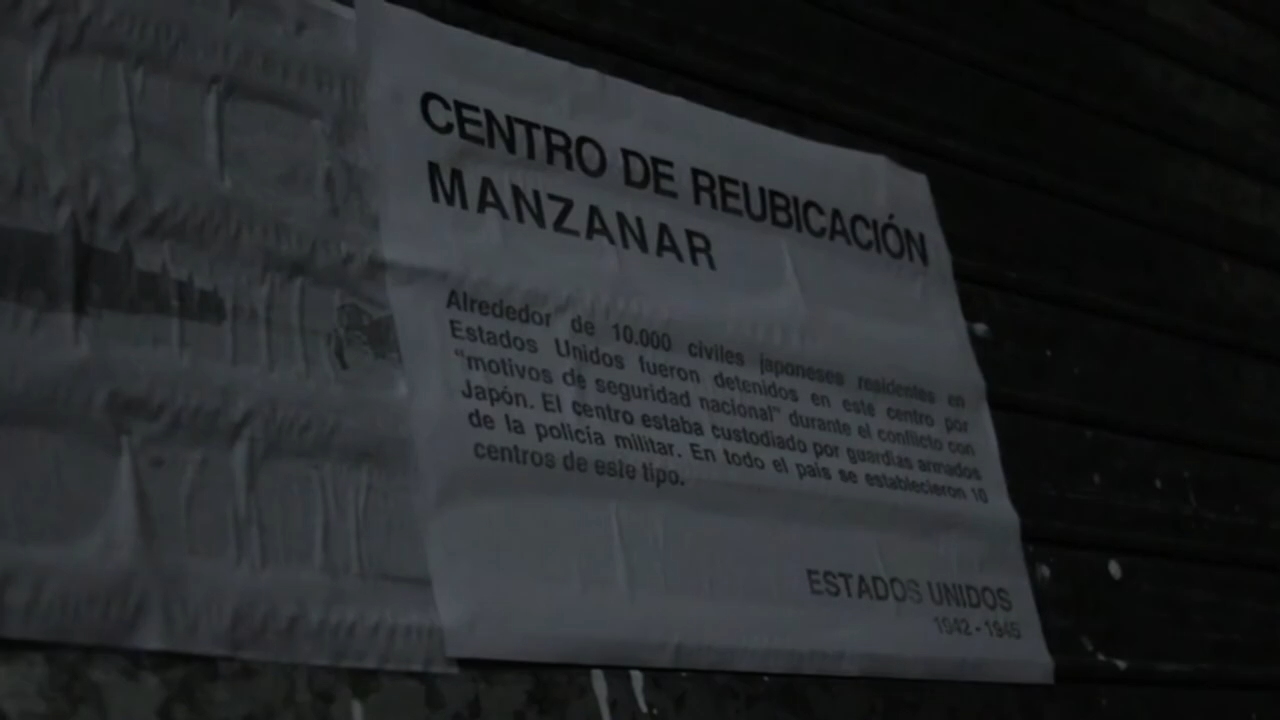 CENTRO DE REUBICACIÓN
MANZANAR
Alrededor de 10.000 civiles japoneses residentes en
Estados Unidos fueron detenidos en este centro por
“motivos de seguridad nacional” durante el conflicto con
Japón. El centro estaba custodiado por guardias armados
de la policía militar. En todo el país se establecieron 10
centros de este tipo.
ESTADOS UNIDOS
1942 - 1945